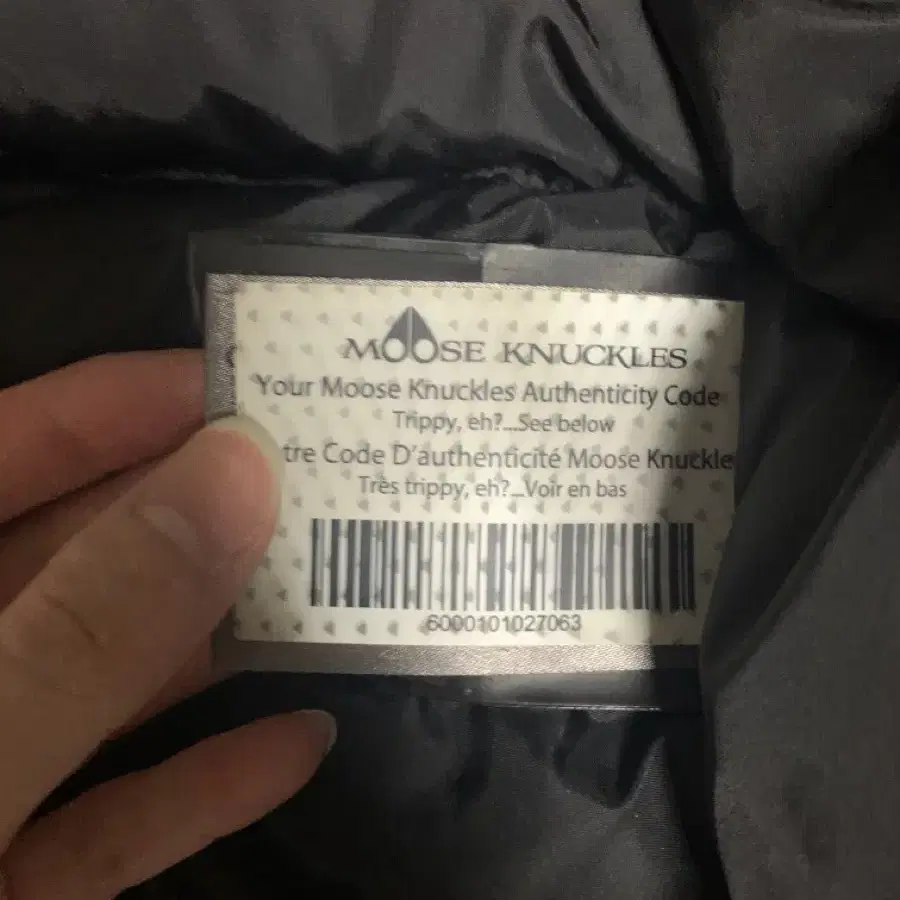 MOOSE KNUCKLES
Your Moose Knuckles Authenticity Code
Trippy, eh?...See below
tre Code D'authenticité Moose Knuckle
Très trippy, eh?...Voir en bas
6000101027063